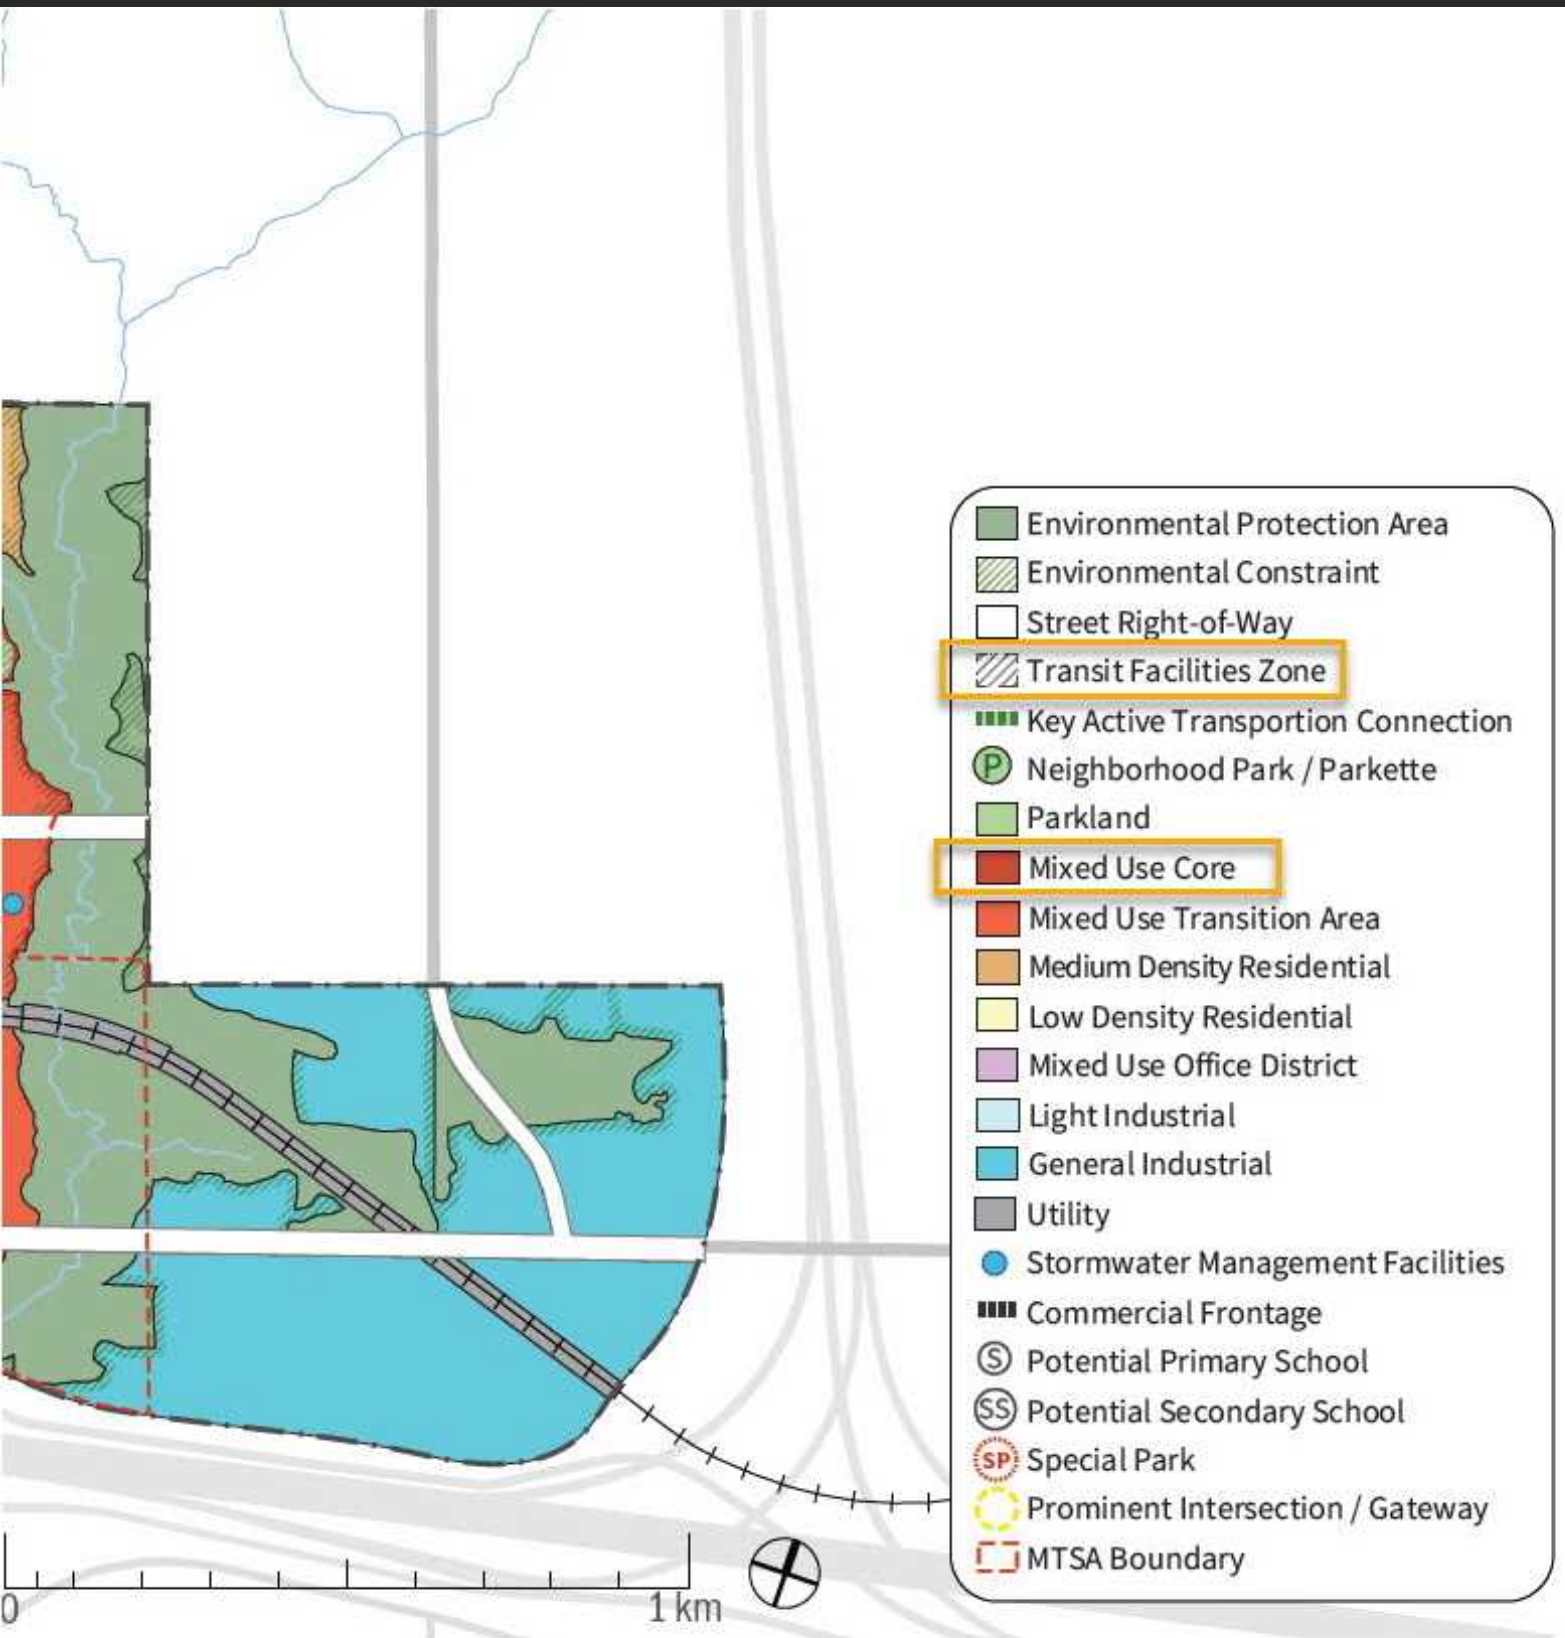 Environmental Protection Area
Environmental Constraint
Street Right-of-Way
Transit Facilities Zone
Key Active Transportion Connection
P Neighborhood Park / Parkette
Parkland
Mixed Use Core
Mixed Use Transition Area
Medium Density Residential
Low Density Residential
Mixed Use Office District
Light Industrial
General Industrial
Utility
Stormwater Management Facilities
Commercial Frontage
S Potential Primary School
SS Potential Secondary School
SP Special Park
Prominent Intersection / Gateway
MTSA Boundary
0 1 km